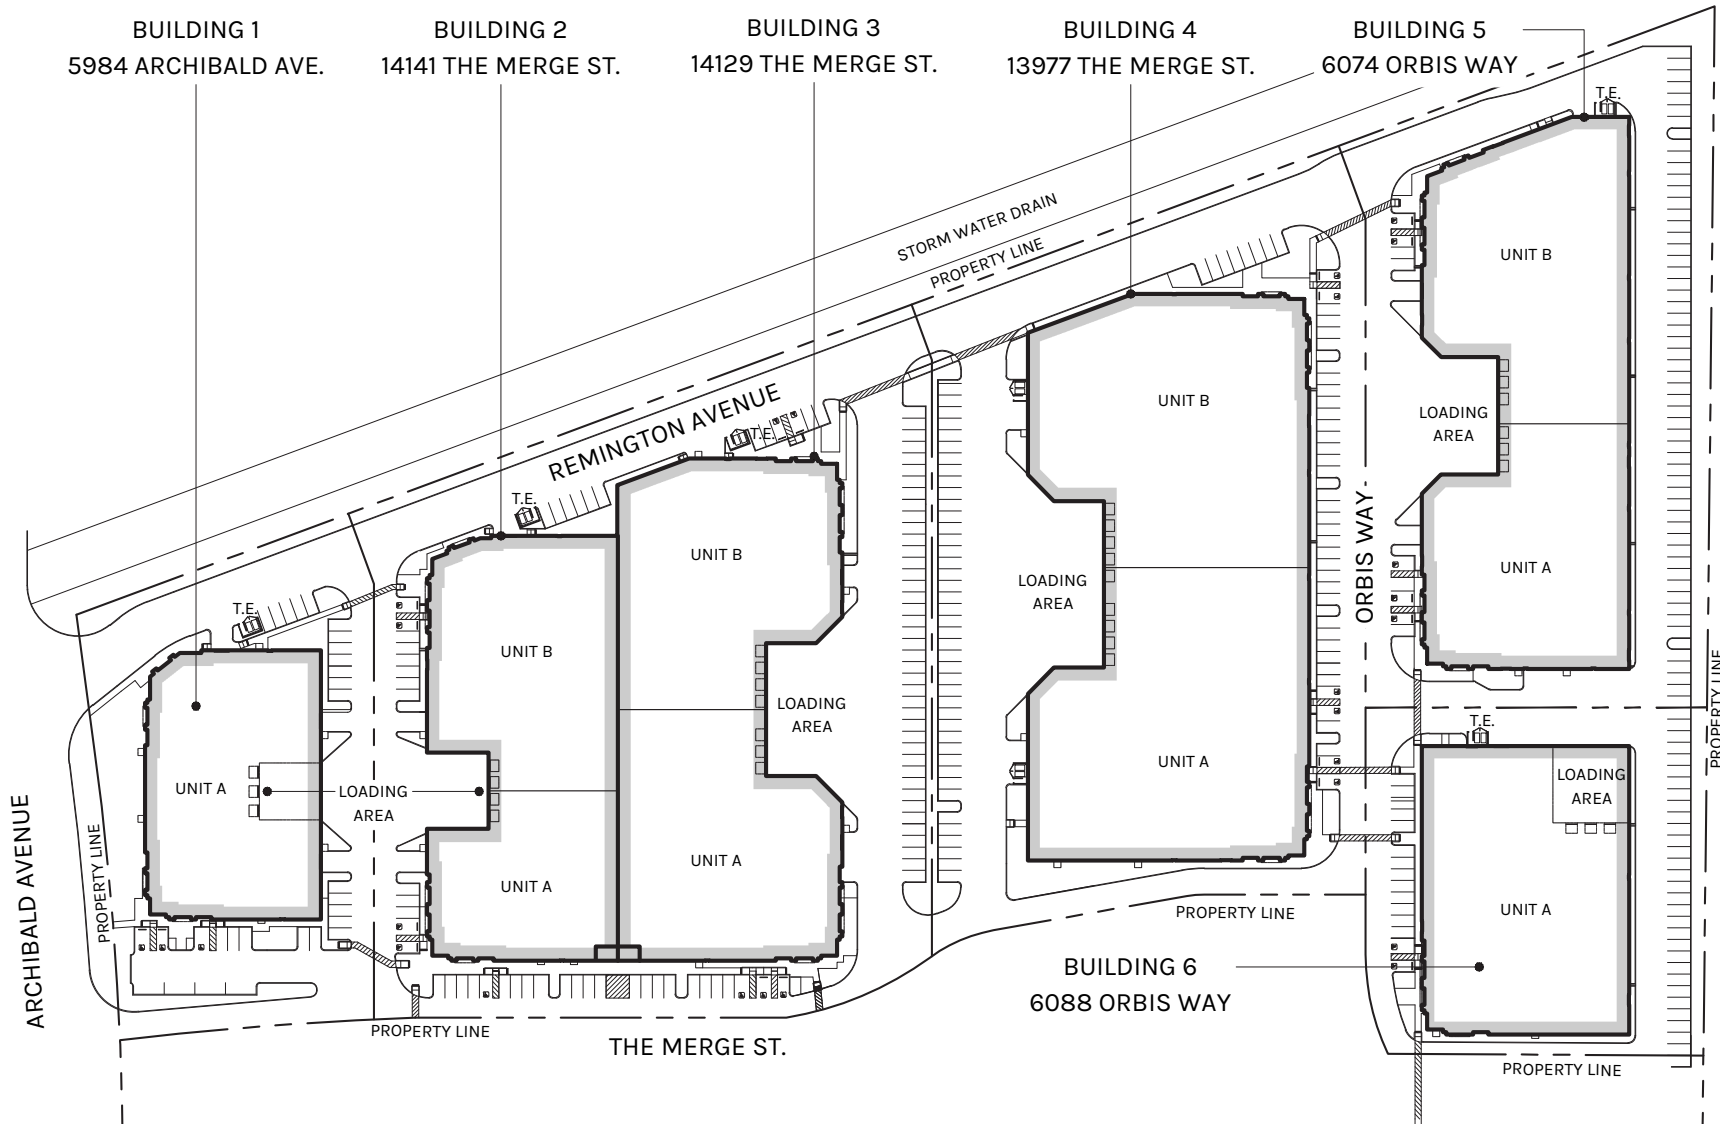 BUILDING 1
5984 ARCHIBALD AVE.
BUILDING 2
14141 THE MERGE ST.
BUILDING 3
14129 THE MERGE ST.
BUILDING 4
13977 THE MERGE ST.
BUILDING 5
6074 ORBIS WAY
T.E.
STORM WATER DRAIN
PROPERTY LINE
UNIT B
REMINGTON AVENUE
T.E.
UNIT B
LOADING
AREA
T.E.
UNIT B
ORBIS WAY
LOADING
AREA
UNIT A
T.E.
UNIT B
LOADING
AREA
PROPERTY LINE
T.E.
UNIT A
LOADING
AREA
UNIT A
LOADING
AREA
ARCHIBALD AVENUE
PROPERTY LINE
UNIT A
UNIT A
UNIT A
PROPERTY LINE
BUILDING 6
6088 ORBIS WAY
PROPERTY LINE
THE MERGE ST.
PROPERTY LINE